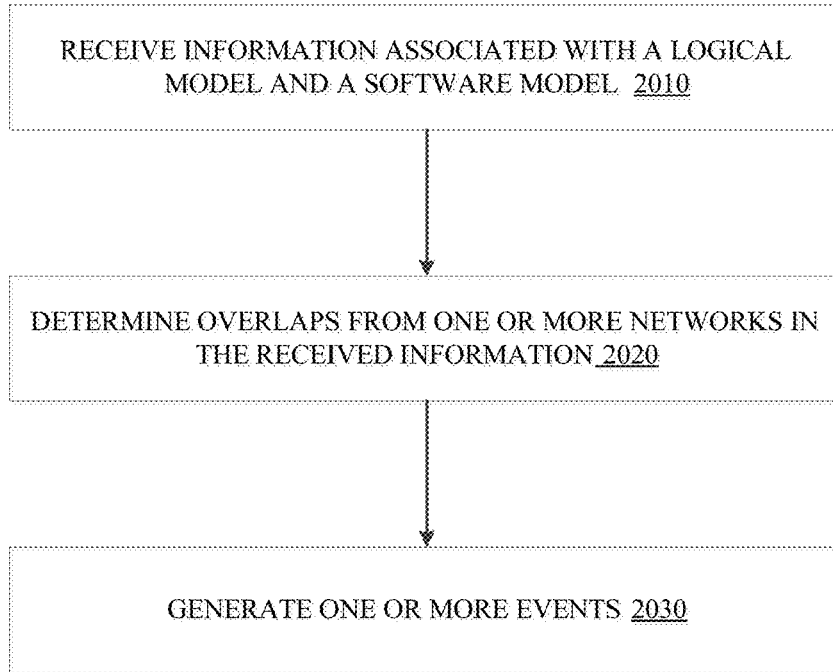 RECEIVE INFORMATION ASSOCIATED WITH A LOGICAL
MODEL AND A SOFTWARE MODEL 2010
DETERMINE OVERLAPS FROM ONE OR MORE NETWORKS IN
THE RECEIVED INFORMATION 2020
GENERATE ONE OR MORE EVENTS 2030